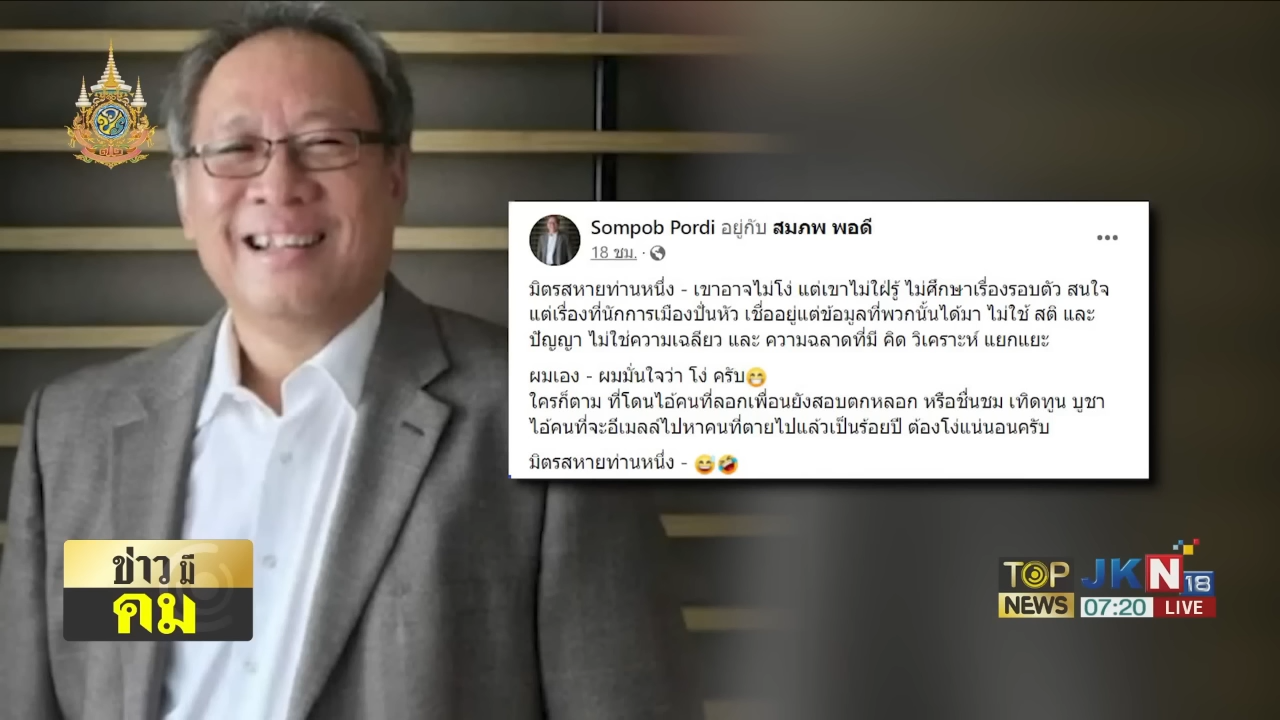 Sompob Pordi อยู่กับ สมภพ พอดี
18 ชม.
มิตรสหายท่านหนึ่ง - เขาอาจไม่โง่ แต่เขาไม่ใฝ่รู้ ไม่ศึกษาเรื่องรอบตัว สนใจ
แต่เรื่องที่นักการเมืองปั่นหัว เชื่ออยู่แต่ข้อมูลที่พวกนั้นได้มา ไม่ใช้ สติ และ
ปัญญา ไม่ใช่ความเฉลียว และ ความฉลาดที่มี คิด วิเคราะห์ แยกแยะ
ผมเอง - ผมมั่นใจว่า โง่ ครับ😁
ใครก็ตาม ที่โดนไอ้คนที่ลอกเพื่อนยังสอบตกหลอก หรือชื่นชม เทิดทูน บูชา
ไอ้คนที่จะอีเมลล์ไปหาคนที่ตายไปแล้วเป็นร้อยปี ต้องโง่แน่นอนครับ
มิตรสหายท่านหนึ่ง - 😅🤣
ข่าวมี
คม
TOP
NEWS
JKN18
07:20 LIVE